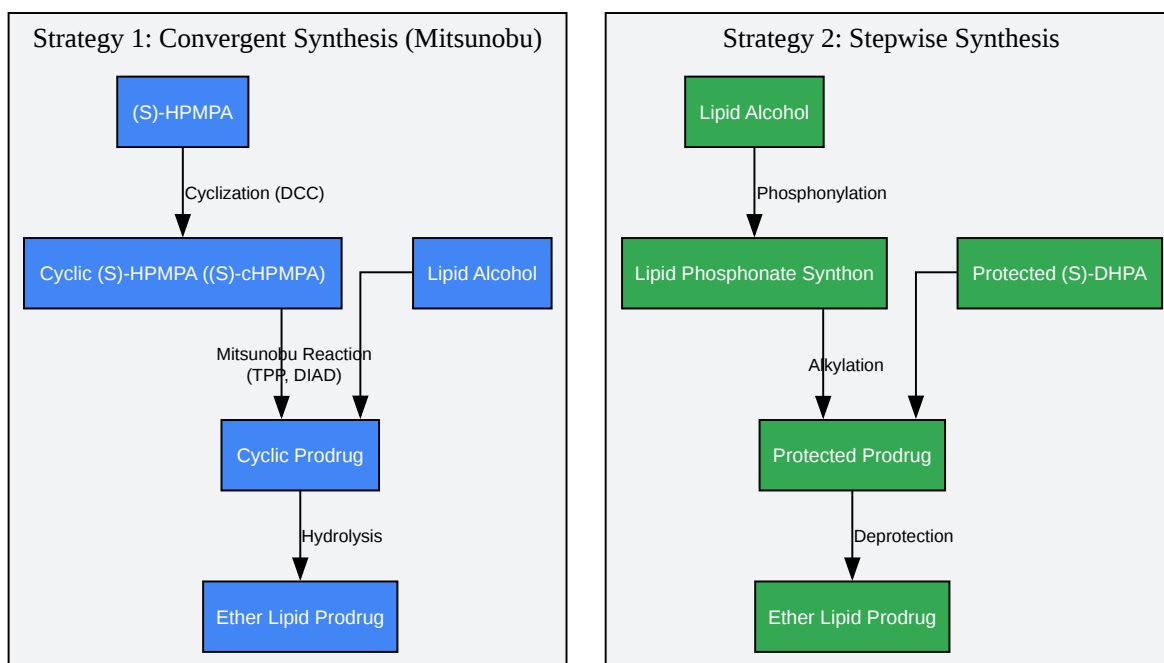 Strategy 1: Convergent Synthesis (Mitsunobu)
(S)-HPMPA
Cyclization (DCC)
Cyclic (S)-HPMPA ((S)-cHPMPA)
Lipid Alcohol
Mitsunobu Reaction
(TPP, DIAD)
Cyclic Prodrug
Hydrolysis
Ether Lipid Prodrug
Strategy 2: Stepwise Synthesis
Lipid Alcohol
Phosphonylation
Lipid Phosphonate Synthon
Protected (S)-DHPA
Alkylation
Protected Prodrug
Deprotection
Ether Lipid Prodrug